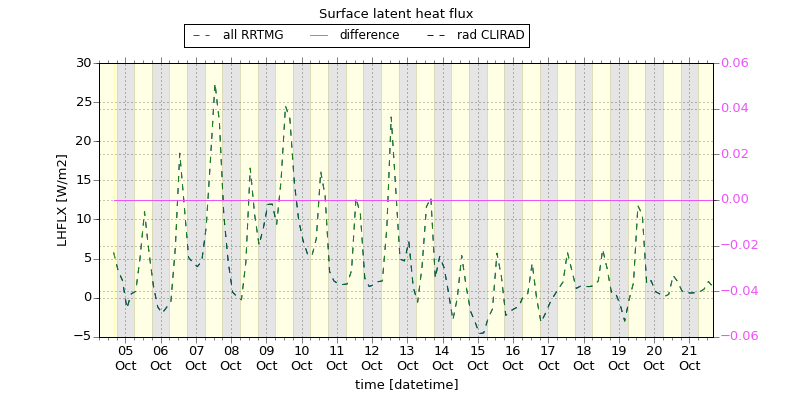 Surface latent heat flux
all RRTMG difference rad CLIRAD
30 0.06
25 0.04
20 0.02
15 0.00
10 −0.02
5
0 −0.04
−5 −0.06
LHFLX [W/m2]
05 06 07 08 09 10 11 12 13 14 15 16 17 18 19 20 21
Oct Oct Oct Oct Oct Oct Oct Oct Oct Oct Oct Oct Oct Oct Oct Oct Oct
time [datetime]